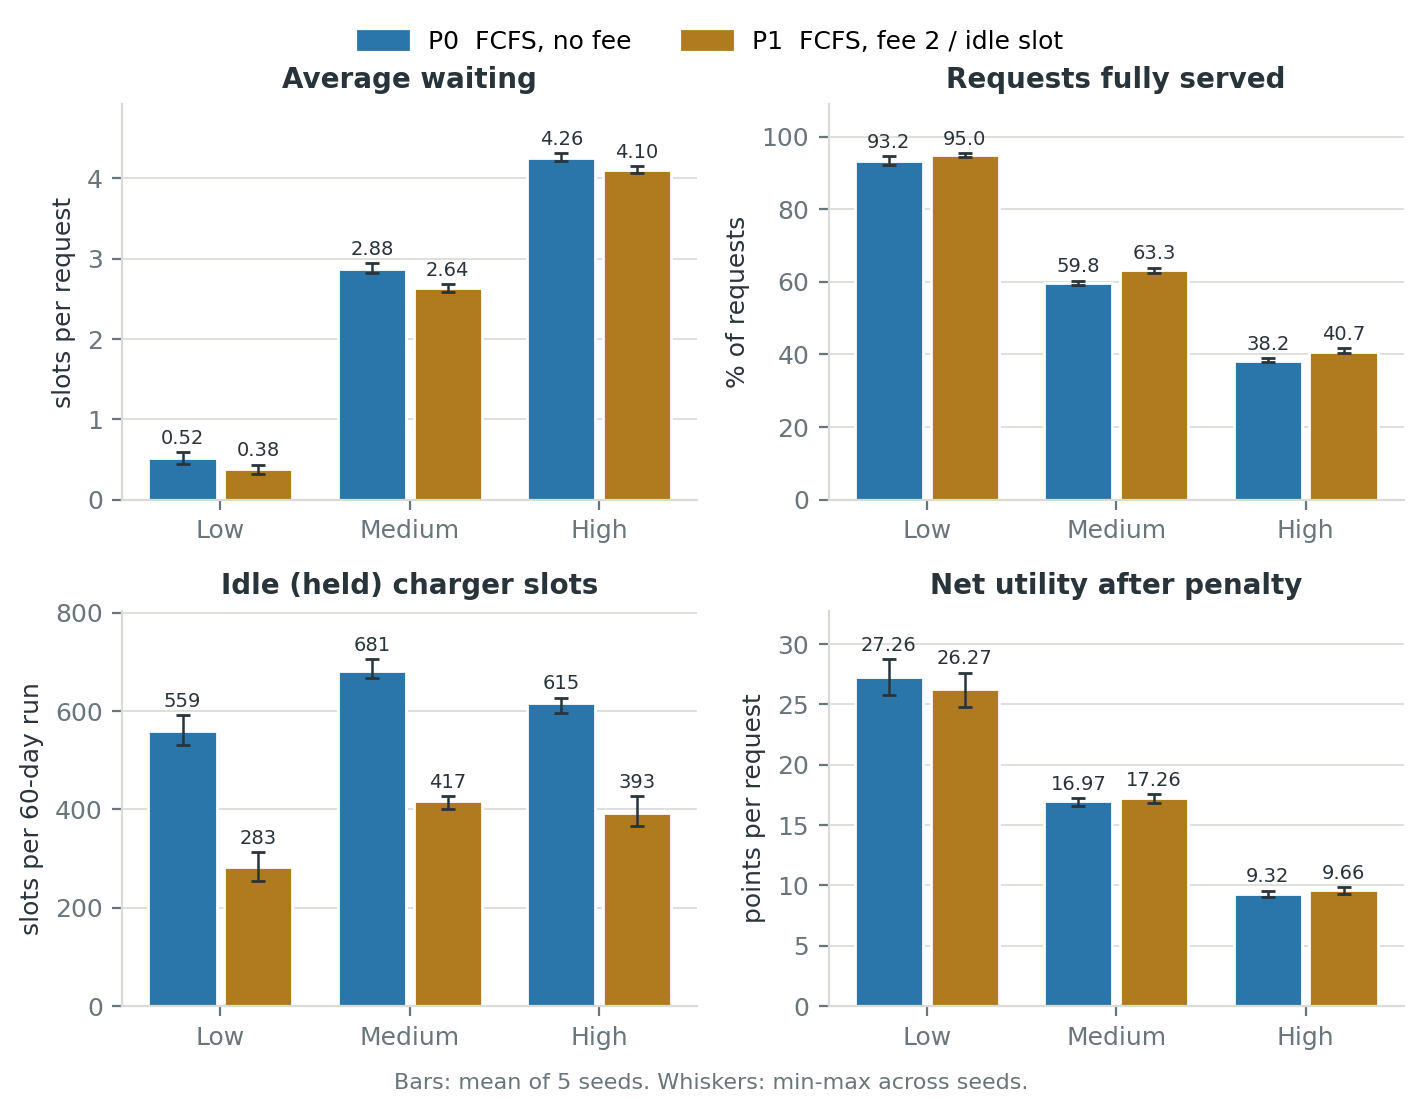 P0  FCFS, no fee
P1  FCFS, fee 2 / idle slot
Average waiting
slots per request
0
1
2
3
4
0.52
0.38
2.88
2.64
4.26
4.10
Low
Medium
High
Requests fully served
% of requests
0
20
40
60
80
100
93.2
95.0
59.8
63.3
38.2
40.7
Low
Medium
High
Idle (held) charger slots
slots per 60-day run
0
200
400
600
800
559
283
681
417
615
393
Low
Medium
High
Net utility after penalty
points per request
0
5
10
15
20
25
30
27.26
26.27
16.97
17.26
9.32
9.66
Low
Medium
High
Bars: mean of 5 seeds. Whiskers: min-max across seeds.